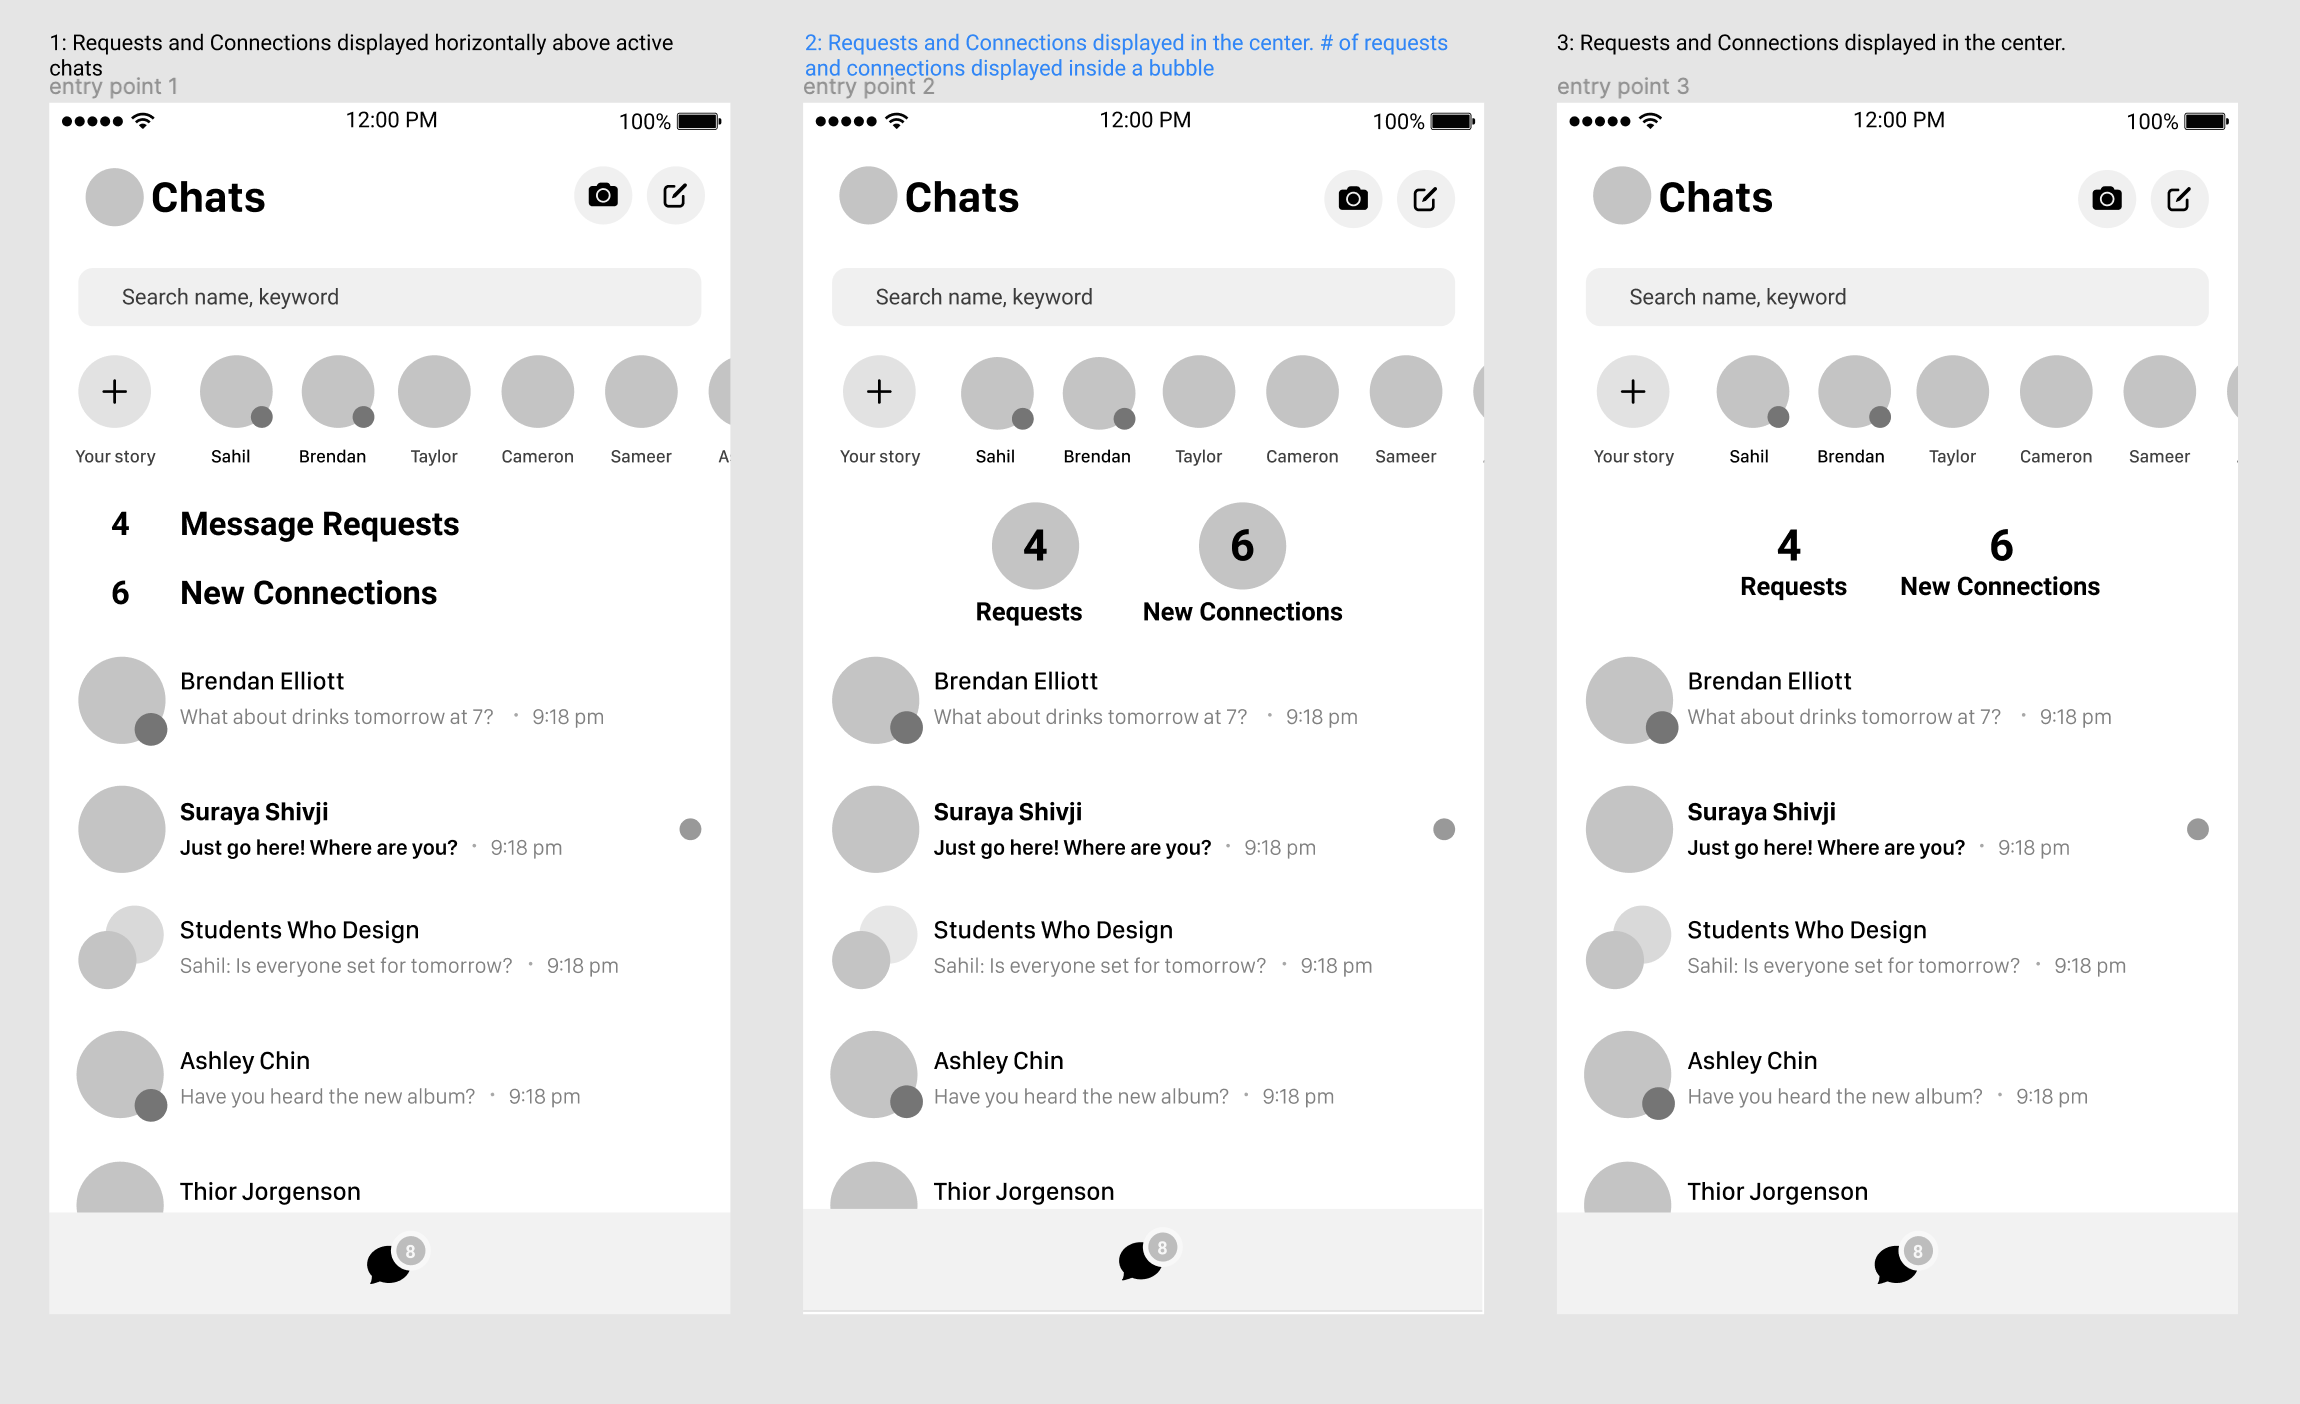 1: Requests and Connections displayed horizontally above active
chats
entry point 1
12:00 PM
100%
Chats
Search name, keyword
Your story
Sahil
Brendan
Taylor
Cameron
Sameer
4 Message Requests
6 New Connections
Brendan Elliott
What about drinks tomorrow at 7? · 9:18 pm
Suraya Shivji
Just go here! Where are you? · 9:18 pm
Students Who Design
Sahil: Is everyone set for tomorrow? · 9:18 pm
Ashley Chin
Have you heard the new album? · 9:18 pm
Thior Jorgenson
8
2: Requests and Connections displayed in the center. # of requests
and connections displayed inside a bubble
entry point 2
12:00 PM
100%
Chats
Search name, keyword
Your story
Sahil
Brendan
Taylor
Cameron
Sameer
4
6
Requests
New Connections
Brendan Elliott
What about drinks tomorrow at 7? · 9:18 pm
Suraya Shivji
Just go here! Where are you? · 9:18 pm
Students Who Design
Sahil: Is everyone set for tomorrow? · 9:18 pm
Ashley Chin
Have you heard the new album? · 9:18 pm
Thior Jorgenson
8
3: Requests and Connections displayed in the center.
entry point 3
12:00 PM
100%
Chats
Search name, keyword
Your story
Sahil
Brendan
Taylor
Cameron
Sameer
4
6
Requests
New Connections
Brendan Elliott
What about drinks tomorrow at 7? · 9:18 pm
Suraya Shivji
Just go here! Where are you? · 9:18 pm
Students Who Design
Sahil: Is everyone set for tomorrow? · 9:18 pm
Ashley Chin
Have you heard the new album? · 9:18 pm
Thior Jorgenson
8